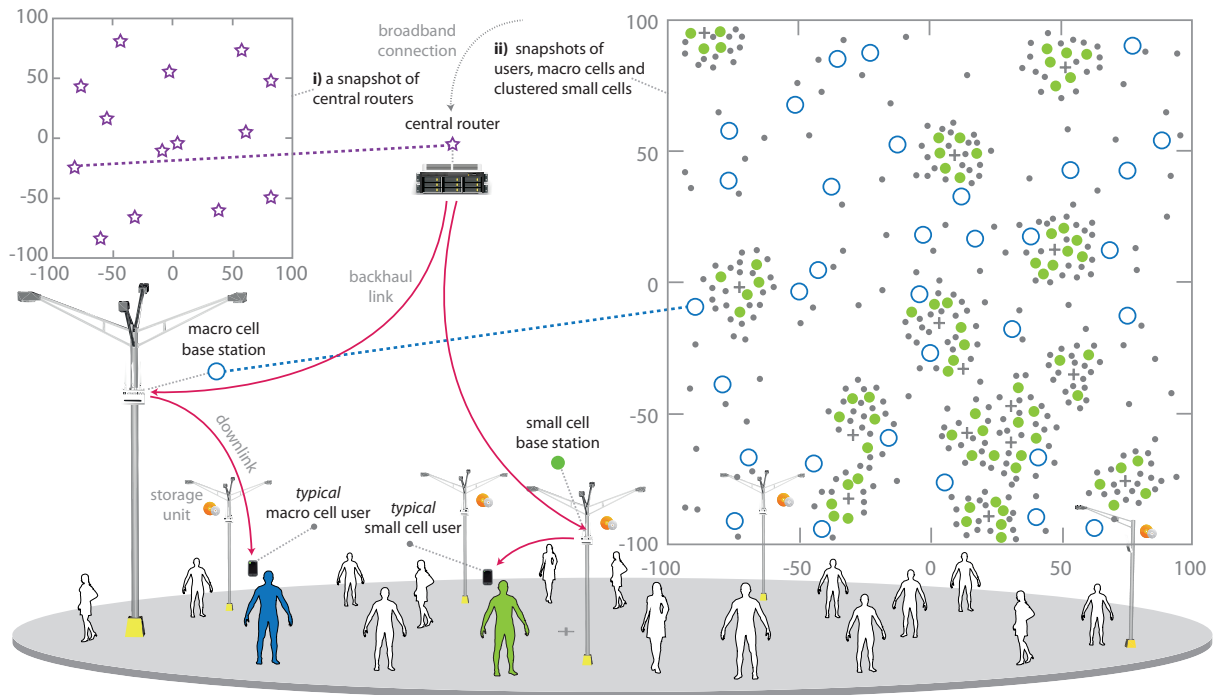 100
50
0
-50
-100
-100
-50
0
50
100
i) a snapshot of
central routers
broadband
connection
ii) snapshots of
users, macro cells and
clustered small cells
central router
100
50
0
-50
-100
-100
-50
0
50
100
backhaul
link
macro cell
base station
downlink
small cell
base station
storage
unit
typical
macro cell user
typical
small cell user